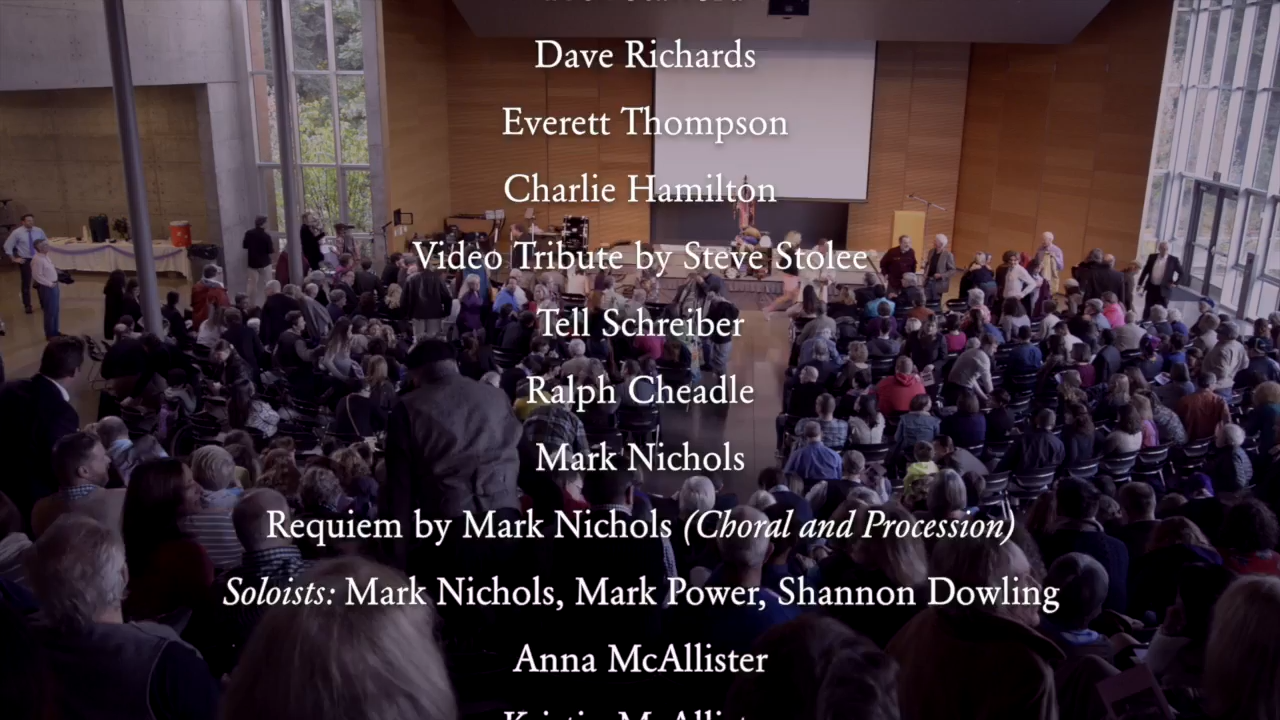 Dave Richards
Everett Thompson
Charlie Hamilton
Video Tribute by Steve Stolee
Tell Schreiber
Ralph Cheadle
Mark Nichols
Requiem by Mark Nichols (Choral and Procession)
Soloists: Mark Nichols, Mark Power, Shannon Dowling
Anna McAllister